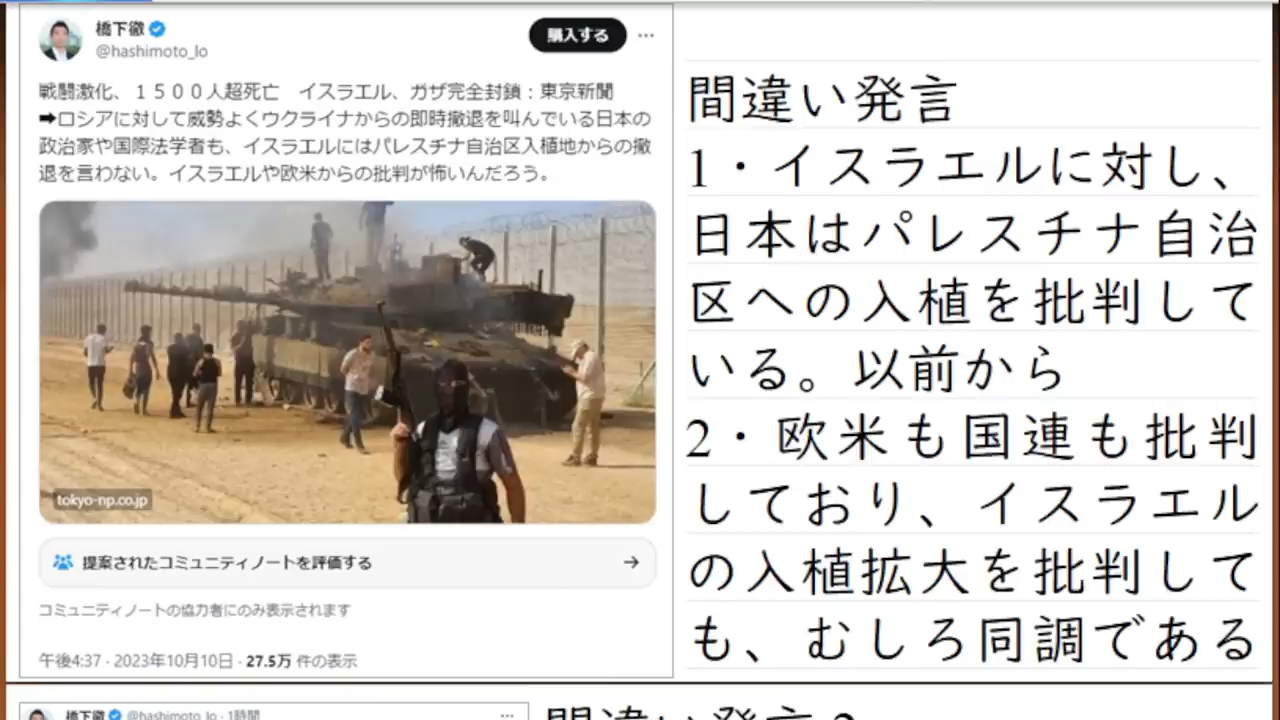 橋下徹
@hashimoto_lo
購入する
戦闘激化、１５００人超死亡　イスラエル、ガザ完全封鎖：東京新聞
➡ロシアに対して威勢よくウクライナからの即時撤退を叫んでいる日本の
政治家や国際法学者も、イスラエルにはパレスチナ自治区入植地からの撤
退を言わない。イスラエルや欧米からの批判が怖いんだろう。
tokyo-np.co.jp
提案されたコミュニティノートを評価する
コミュニティノートの協力者にのみ表示されます
午後4:37 · 2023年10月10日 · 27.5万 件の表示
間違い発言
1・イスラエルに対し、
日本はパレスチナ自治
区への入植を批判して
いる。以前から
2・欧米も国連も批判
しており、イスラエル
の入植拡大を批判して
も、むしろ同調である
橋下徹 @hashimoto_lo · 1時間
間違い発言2